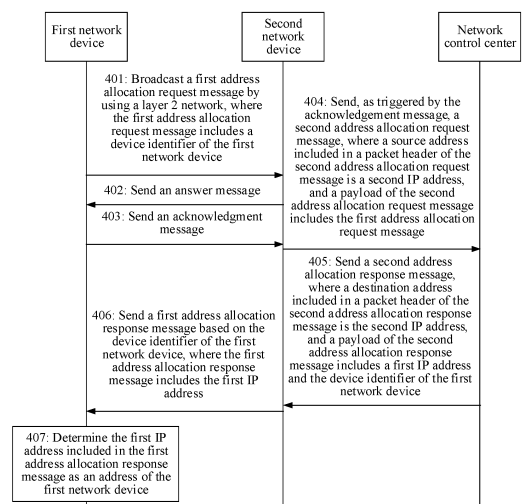 First network
device
Second
network
device
Network
control center
401: Broadcast a first address
allocation request message by
using a layer 2 network, where
the first address allocation
request message includes a
device identifier of the first
network device
402: Send an answer message
403: Send an acknowledgment
message
404: Send, as triggered by the
acknowledgement message, a
second address allocation request
message, where a source address
included in a packet header of the
second address allocation request
message is a second IP address,
and a payload of the second
address allocation request message
includes the first address allocation
request message
405: Send a second address
allocation response message,
where a destination address
included in a packet header of the
second address allocation response
message is the second IP address,
and a payload of the second
address allocation response
message includes a first IP address
and the device identifier of the first
network device
406: Send a first address allocation
response message based on the
device identifier of the first
network device, where the first
address allocation response
message includes the first IP
address
407: Determine the first IP
address included in the first
address allocation response
message as an address of the
first network device